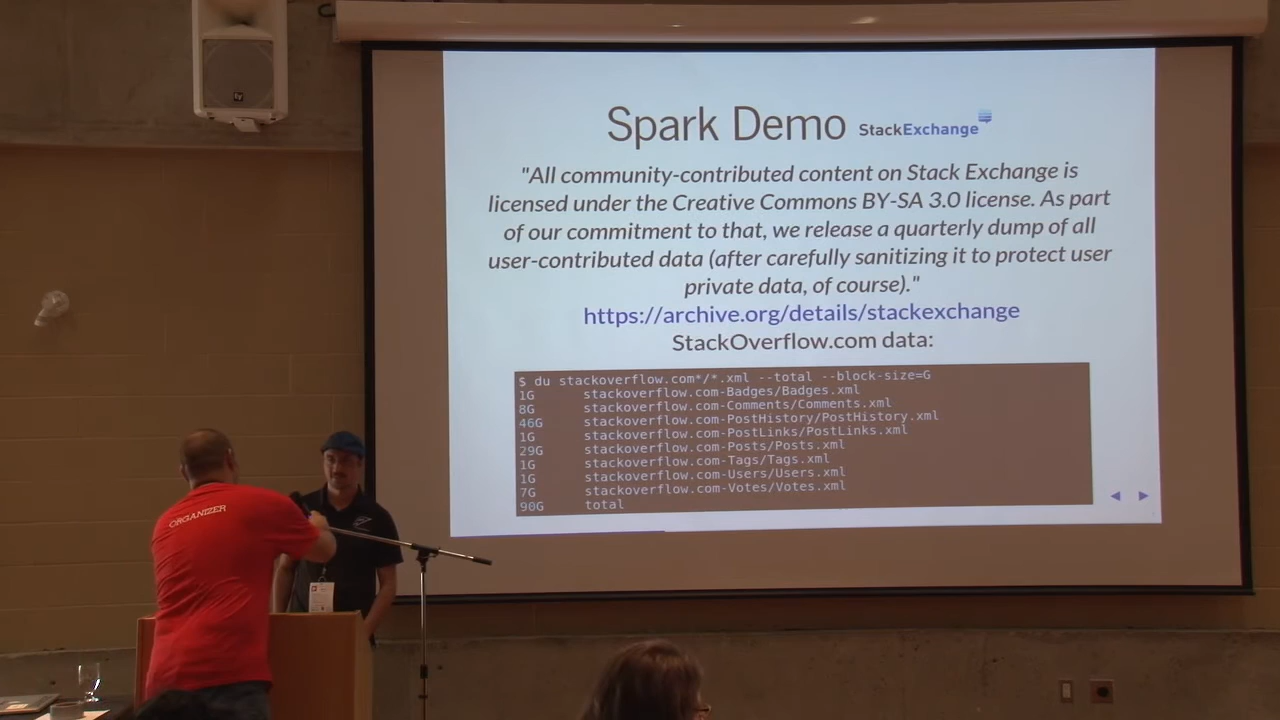 Spark Demo StackExchange
"All community-contributed content on Stack Exchange is
licensed under the Creative Commons BY-SA 3.0 license. As part
of our commitment to that, we release a quarterly dump of all
user-contributed data (after carefully sanitizing it to protect user
private data, of course)."
https://archive.org/details/stackexchange
StackOverflow.com data:
$ du stackoverflow.com*/*.xml --total --block-size=G
1G stackoverflow.com-Badges/Badges.xml
8G stackoverflow.com-Comments/Comments.xml
46G stackoverflow.com-PostHistory/PostHistory.xml
1G stackoverflow.com-PostLinks/PostLinks.xml
29G stackoverflow.com-Posts/Posts.xml
1G stackoverflow.com-Tags/Tags.xml
1G stackoverflow.com-Users/Users.xml
7G stackoverflow.com-Votes/Votes.xml
90G total
ORGANIZER